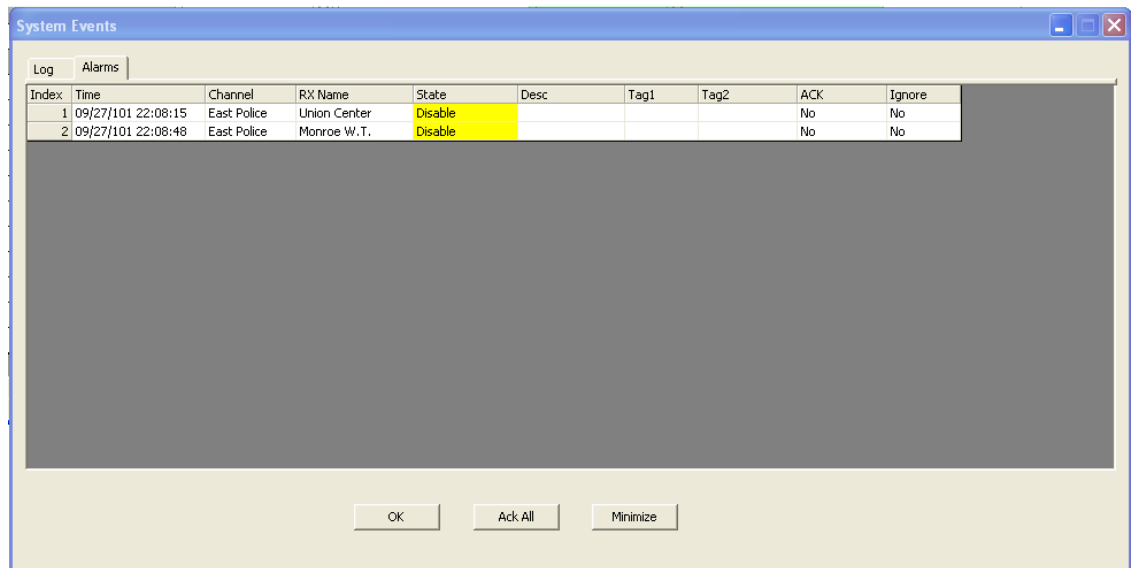 System Events
Log Alarms
Index Time Channel RX Name State Desc Tag1 Tag2 ACK Ignore
1 09/27/101 22:08:15 East Police Union Center Disable No No
2 09/27/101 22:08:48 East Police Monroe W.T. Disable No No
OK Ack All Minimize